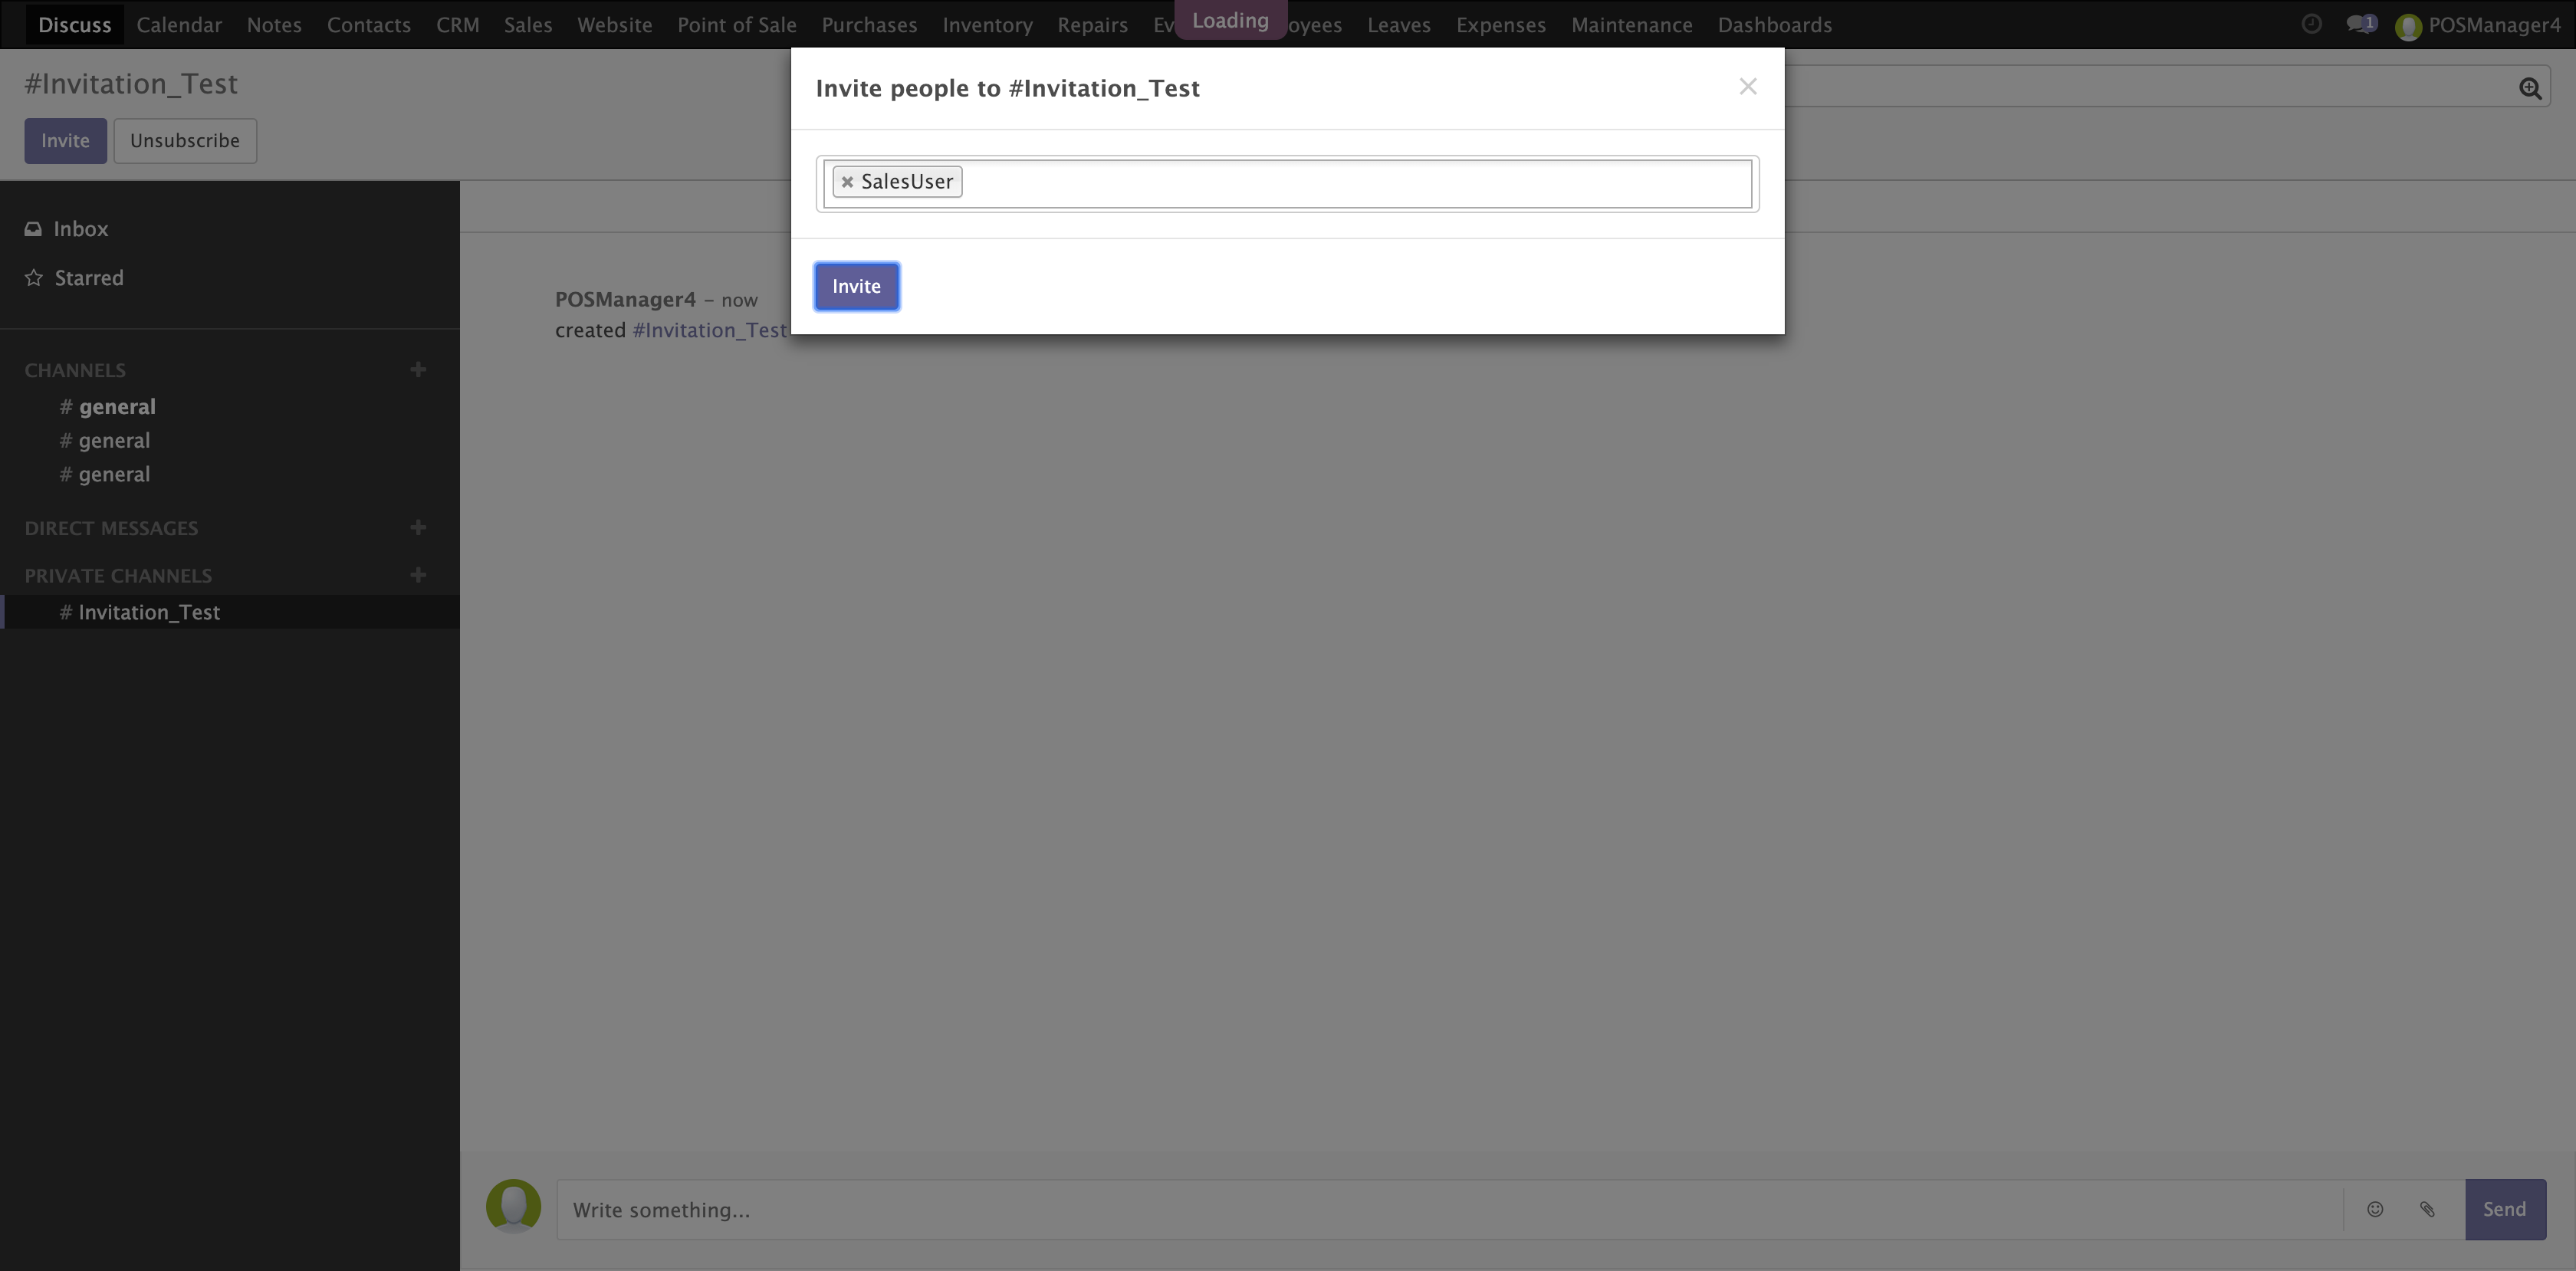 Discuss Calendar Notes Contacts CRM Sales Website Point of Sale Purchases Inventory Repairs Ev Loading oyees Leaves Expenses Maintenance Dashboards 1 POSManager4
#Invitation_Test
Invite Unsubscribe
Invite people to #Invitation_Test
SalesUser
Invite
Inbox
Starred
CHANNELS
# general
# general
# general
DIRECT MESSAGES
PRIVATE CHANNELS
# Invitation_Test
POSManager4 – now
created #Invitation_Test
Write something...
Send